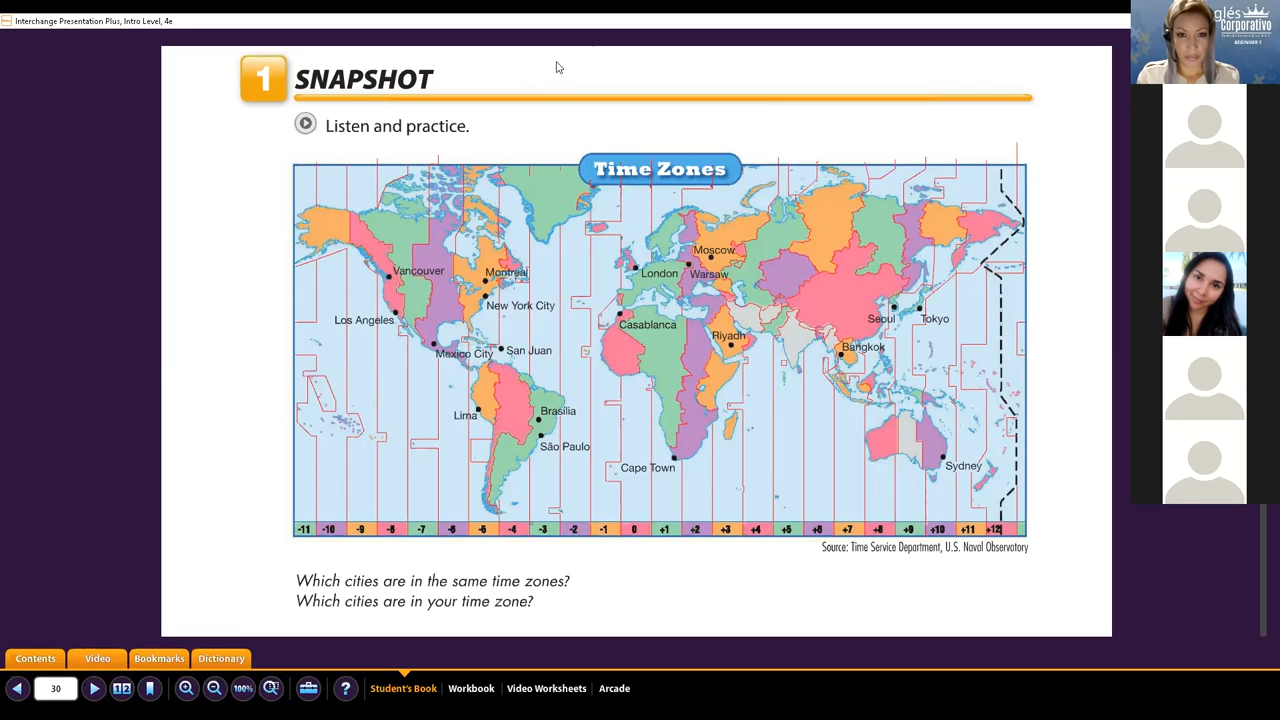 Interchange Presentation Plus, Intro Level, 4e
glés
Corporativo
BEGINNER 1
1 SNAPSHOT
Listen and practice.
Time Zones
Moscow
Vancouver
Montreal
London
Warsaw
New York City
Los Angeles
Casablanca
Seoul
Tokyo
Riyadh
Mexico City
San Juan
Bangkok
Lima
Brasília
São Paulo
Cape Town
Sydney
-11 -10 -9 -8 -7 -6 -5 -4 -3 -2 -1 0 +1 +2 +3 +4 +5 +6 +7 +8 +9 +10 +11 +12
Source: Time Service Department, U.S. Naval Observatory
Which cities are in the same time zones?
Which cities are in your time zone?
Contents Video Bookmarks Dictionary
30 1 2 100% ? Student's Book Workbook Video Worksheets Arcade